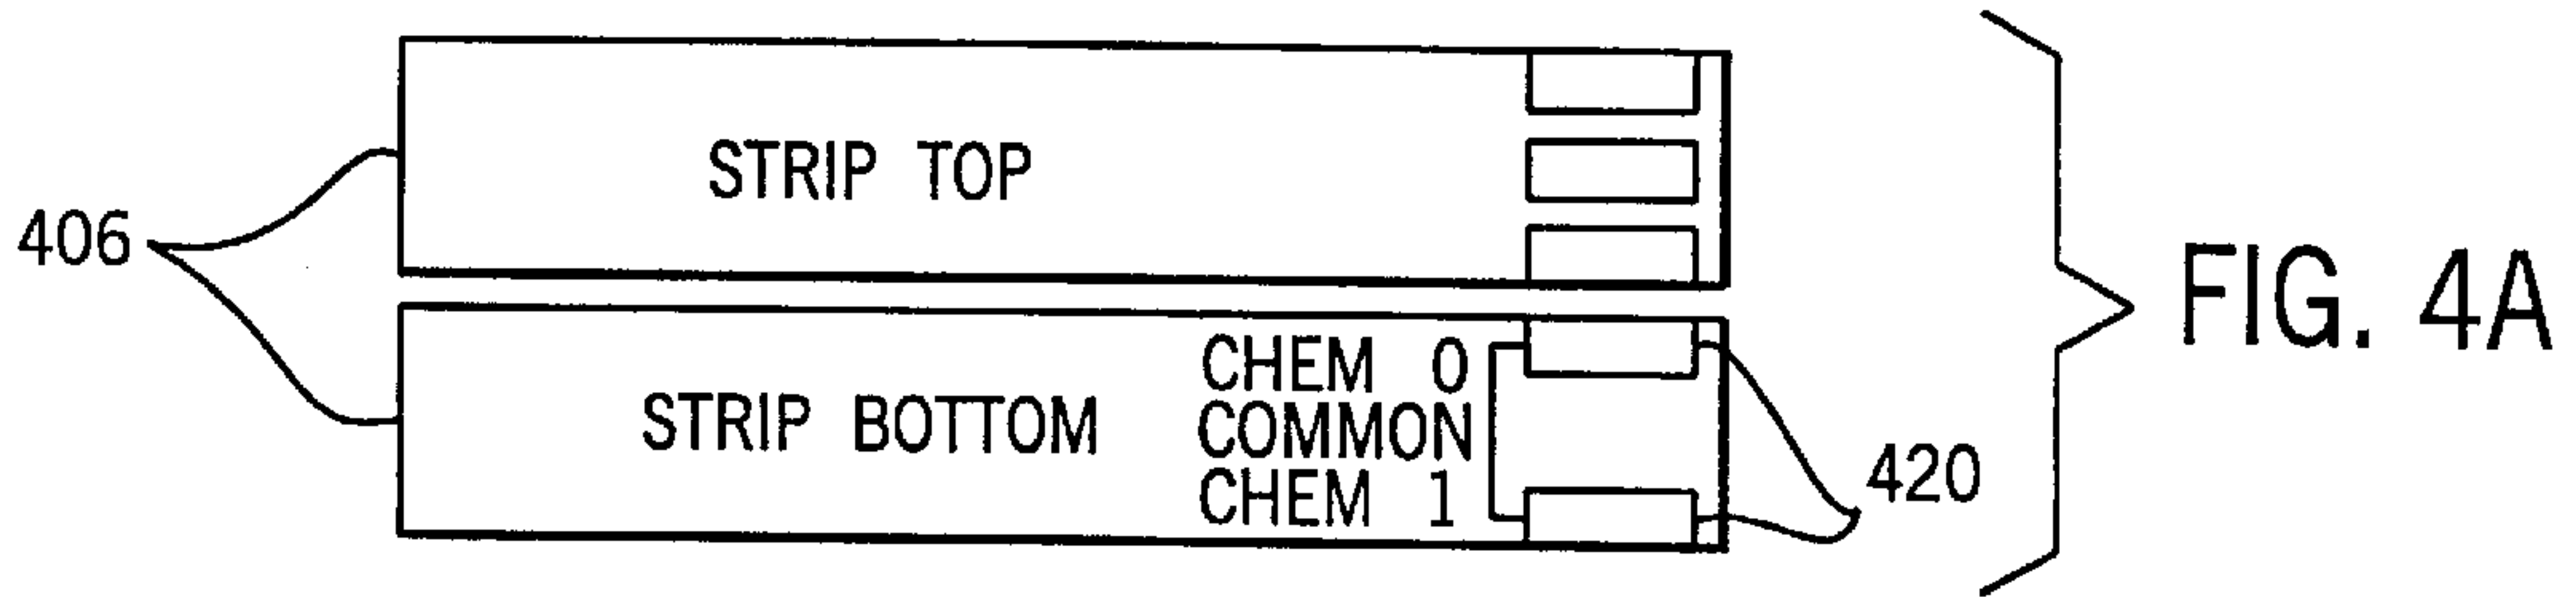 STRIP TOP
406
STRIP BOTTOM
CHEM 0
COMMON
CHEM 1
420
FIG. 4A